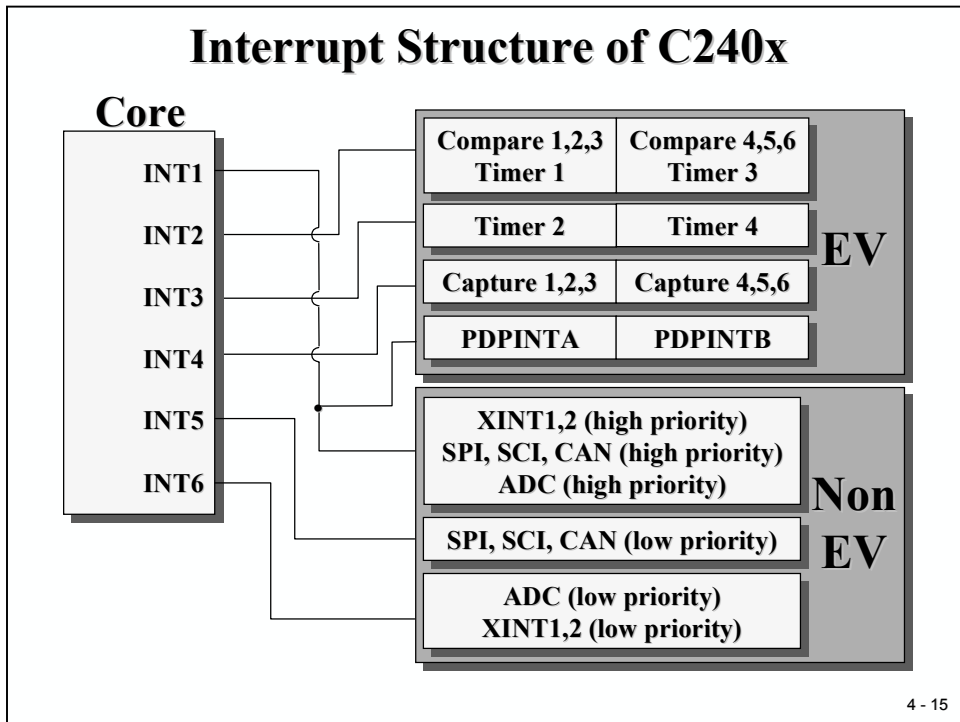 Interrupt Structure of C240x
Core
INT1
INT2
INT3
INT4
INT5
INT6
Compare 1,2,3
Timer 1
Compare 4,5,6
Timer 3
Timer 2
Timer 4
Capture 1,2,3
Capture 4,5,6
PDPINTA
PDPINTB
EV
XINT1,2 (high priority)
SPI, SCI, CAN (high priority)
ADC (high priority)
SPI, SCI, CAN (low priority)
ADC (low priority)
XINT1,2 (low priority)
Non
EV
4 - 15